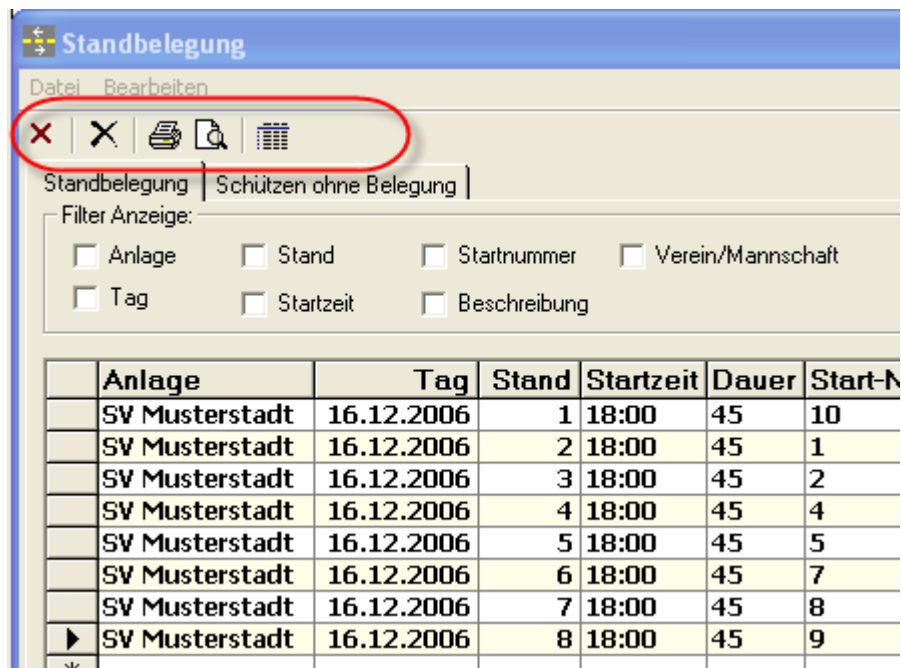 Standbelegung
Datei Bearbeiten
Standbelegung Schützen ohne Belegung
Filter Anzeige:
Anlage Stand Startnummer Verein/Mannschaft
Tag Startzeit Beschreibung
Anlage Tag Stand Startzeit Dauer Start-N
SV Musterstadt 16.12.2006 1 18:00 45 10
SV Musterstadt 16.12.2006 2 18:00 45 1
SV Musterstadt 16.12.2006 3 18:00 45 2
SV Musterstadt 16.12.2006 4 18:00 45 4
SV Musterstadt 16.12.2006 5 18:00 45 5
SV Musterstadt 16.12.2006 6 18:00 45 7
SV Musterstadt 16.12.2006 7 18:00 45 8
SV Musterstadt 16.12.2006 8 18:00 45 9